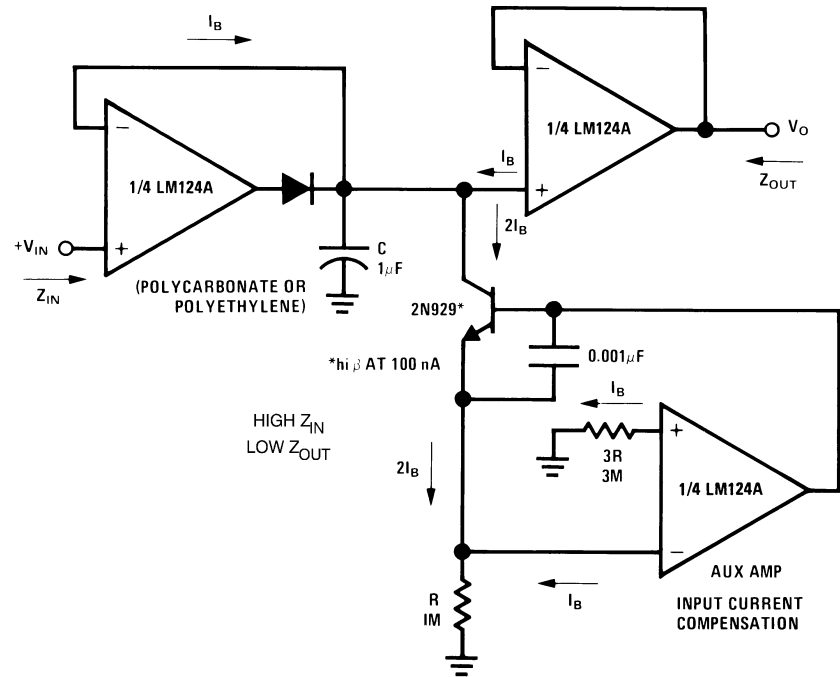 I_B
−
1/4 LM124A
+
+V_IN
Z_IN
C
1μF
(POLYCARBONATE OR
POLYETHYLENE)
−
1/4 LM124A
+
I_B
V_O
Z_OUT
2I_B
2N929*
*hi β AT 100 nA
0.001μF
HIGH Z_IN
LOW Z_OUT
I_B
3R
3M
+
1/4 LM124A
−
2I_B
I_B
AUX AMP
INPUT CURRENT
COMPENSATION
R
1M